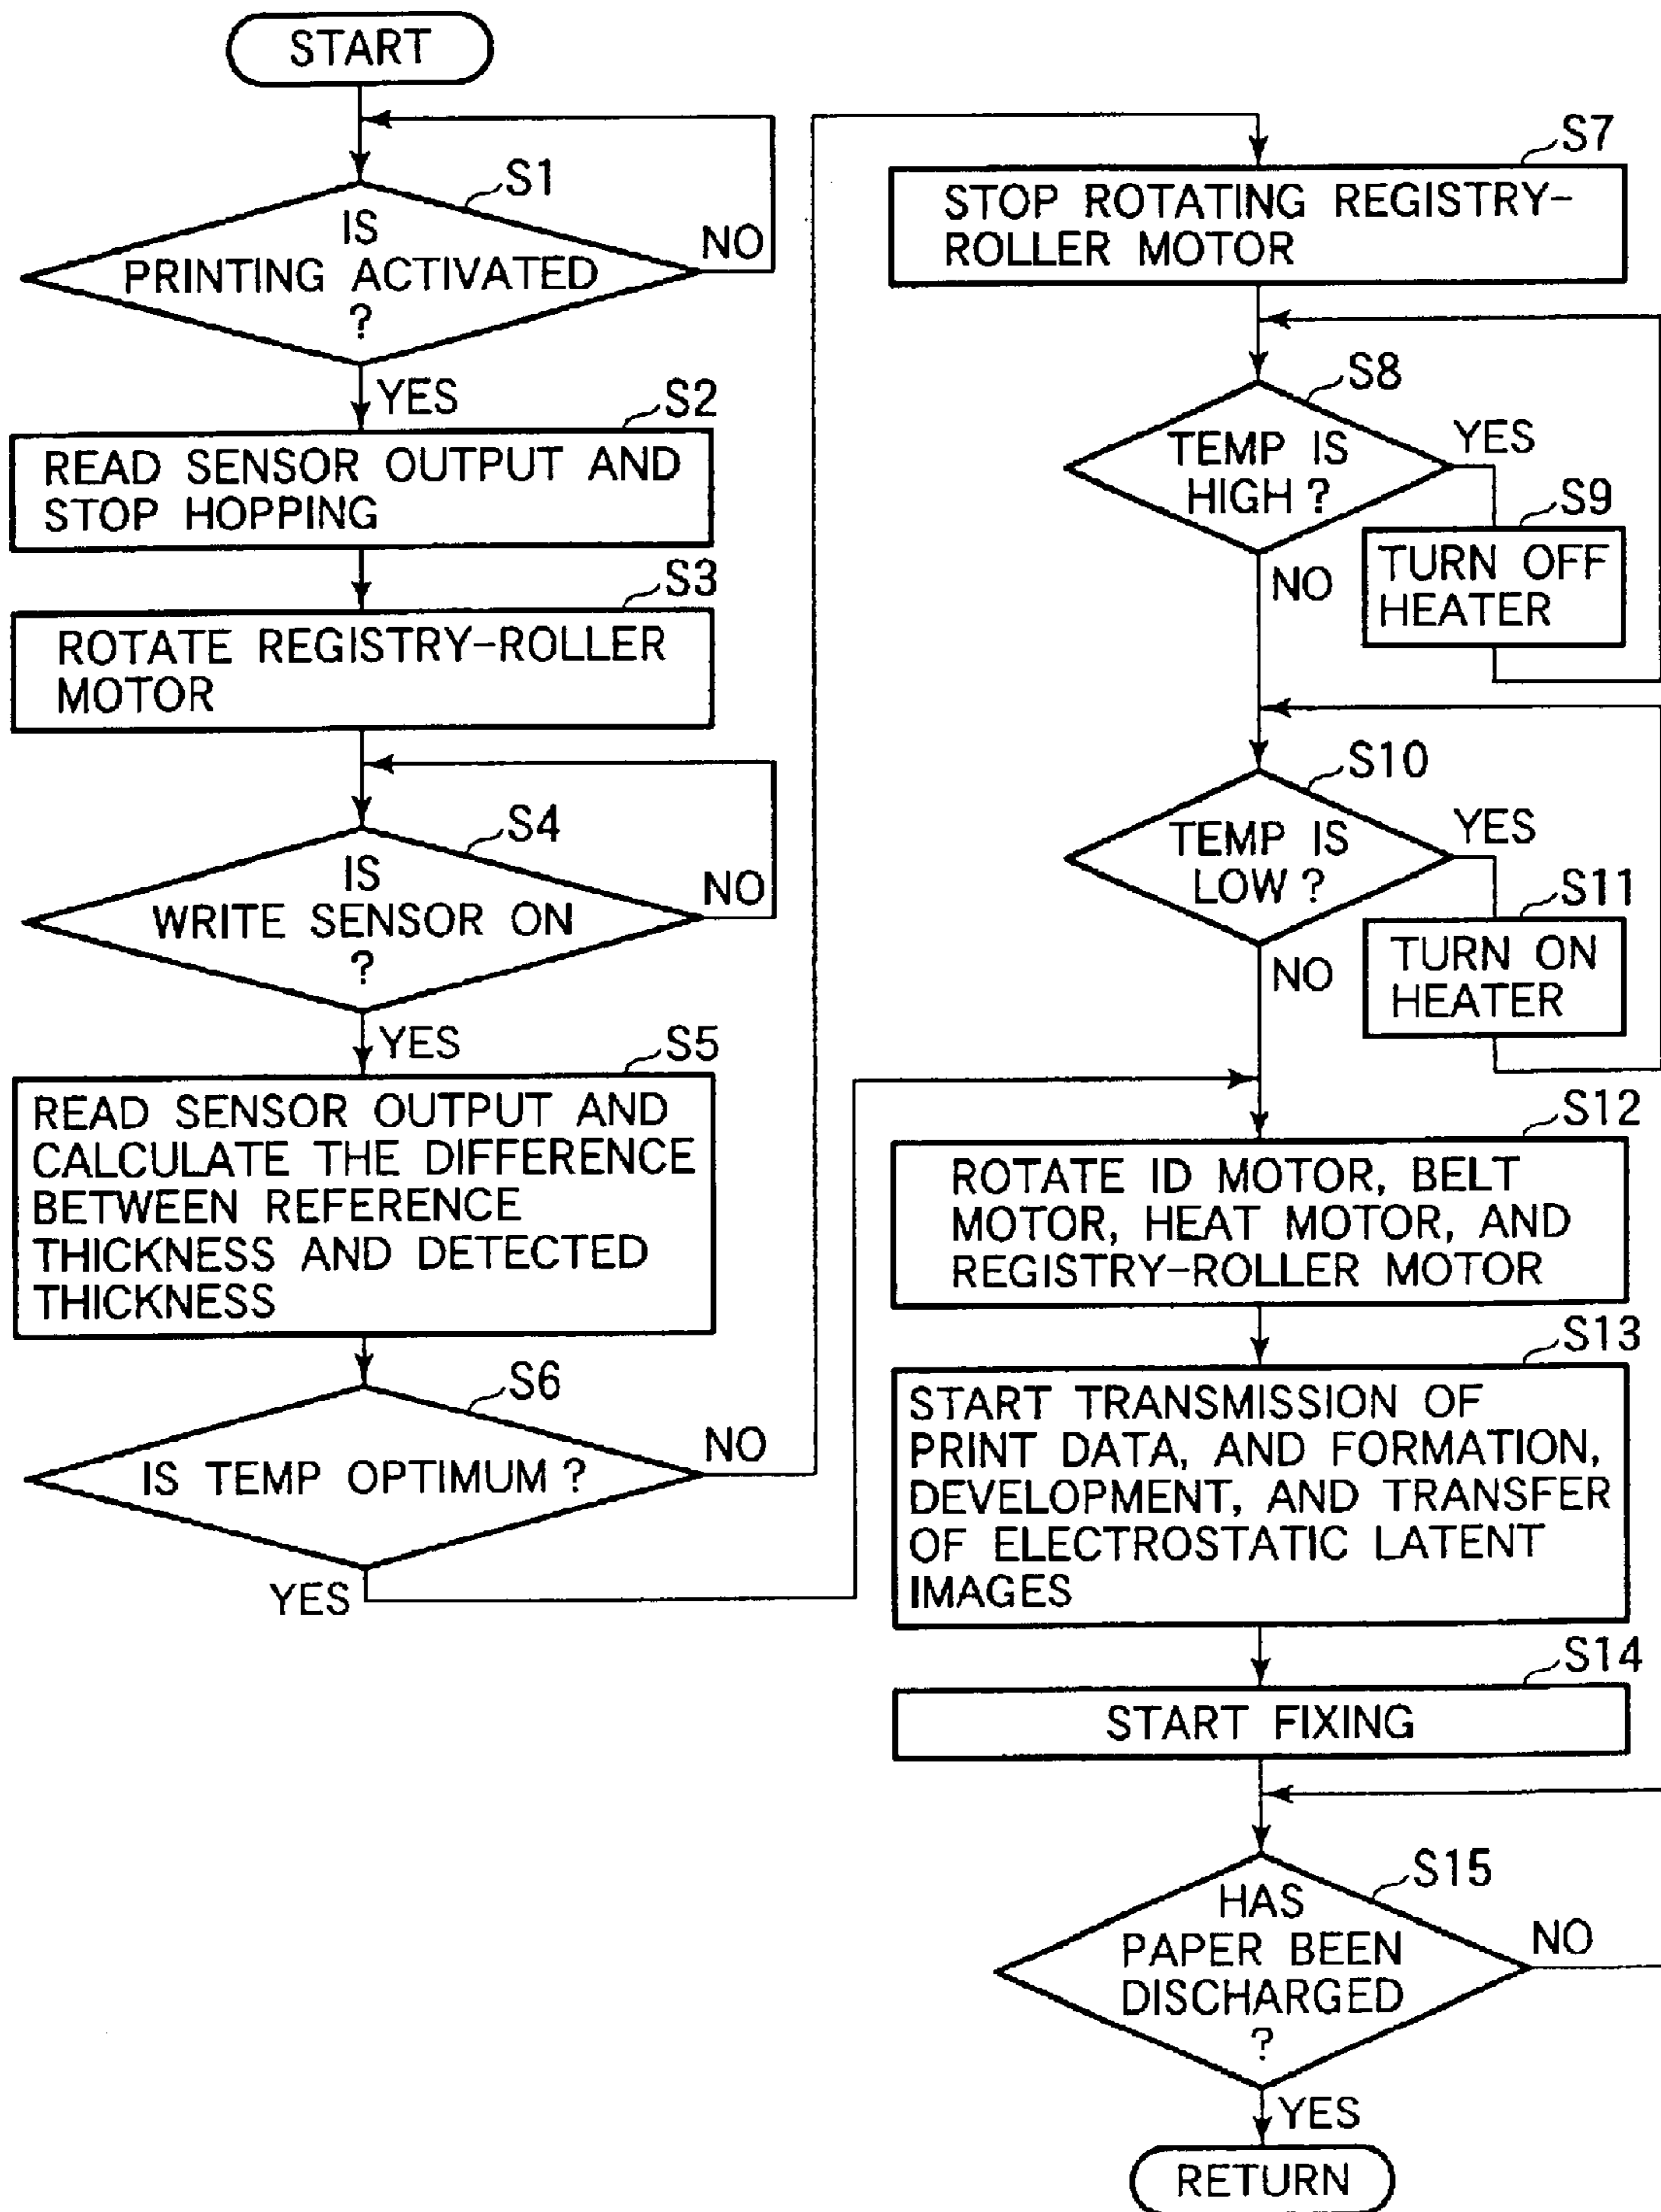 START
S1
IS
PRINTING ACTIVATED
?
NO
YES
S2
READ SENSOR OUTPUT AND
STOP HOPPING
S3
ROTATE REGISTRY-ROLLER
MOTOR
S4
IS
WRITE SENSOR ON
?
NO
YES
S5
READ SENSOR OUTPUT AND
CALCULATE THE DIFFERENCE
BETWEEN REFERENCE
THICKNESS AND DETECTED
THICKNESS
S6
IS TEMP OPTIMUM ?
NO
YES
S7
STOP ROTATING REGISTRY-
ROLLER MOTOR
S8
TEMP IS
HIGH ?
YES
NO
S9
TURN OFF
HEATER
S10
TEMP IS
LOW ?
YES
NO
S11
TURN ON
HEATER
S12
ROTATE ID MOTOR, BELT
MOTOR, HEAT MOTOR, AND
REGISTRY-ROLLER MOTOR
S13
START TRANSMISSION OF
PRINT DATA, AND FORMATION,
DEVELOPMENT, AND TRANSFER
OF ELECTROSTATIC LATENT
IMAGES
S14
START FIXING
S15
HAS
PAPER BEEN
DISCHARGED
?
NO
YES
RETURN